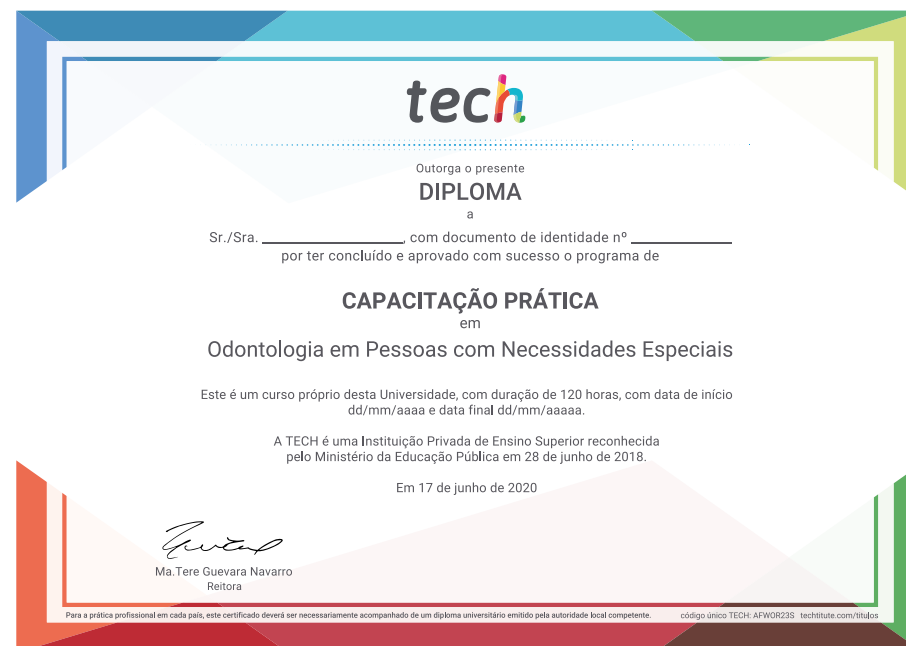 tech
Outorga o presente
DIPLOMA
a
Sr./Sra. __________________, com documento de identidade nº _____________
por ter concluído e aprovado com sucesso o programa de
CAPACITAÇÃO PRÁTICA
em
Odontologia em Pessoas com Necessidades Especiais
Este é um curso próprio desta Universidade, com duração de 120 horas, com data de início
dd/mm/aaaa e data final dd/mm/aaaaa.
A TECH é uma Instituição Privada de Ensino Superior reconhecida
pelo Ministério da Educação Pública em 28 de junho de 2018.
Em 17 de junho de 2020
Ma.Tere Guevara Navarro
Reitora
Para a prática profissional em cada país, este certificado deverá ser necessariamente acompanhado de um diploma universitário emitido pela autoridade local competente. código único TECH: AFWOR23S techtitute.com/titulos